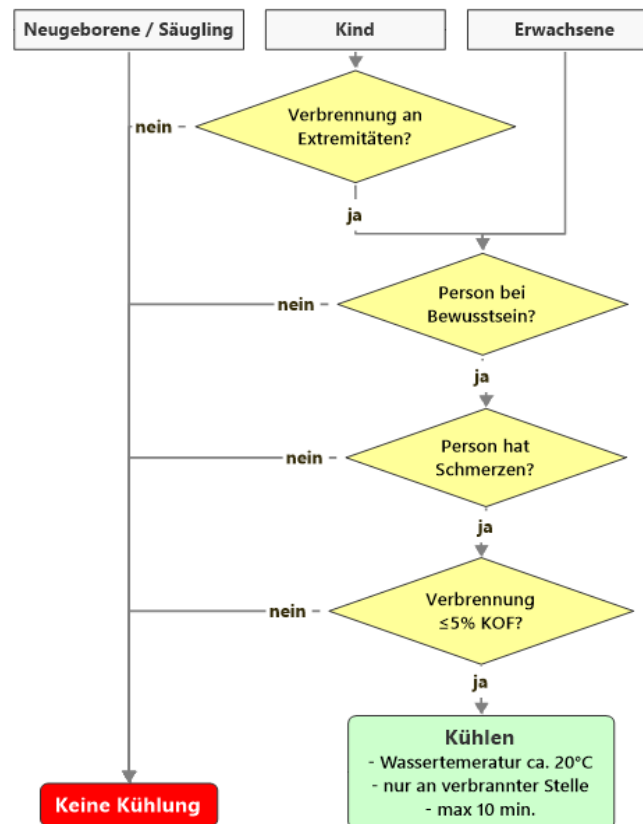 Neugeborene / Säugling
Kind
Erwachsene
Verbrennung an
Extremitäten?
nein
ja
Person bei
Bewusstsein?
nein
ja
Person hat
Schmerzen?
nein
ja
Verbrennung
≤5% KOF?
nein
ja
Kühlen
- Wassertemeratur ca. 20°C
- nur an verbrannter Stelle
- max 10 min.
Keine Kühlung